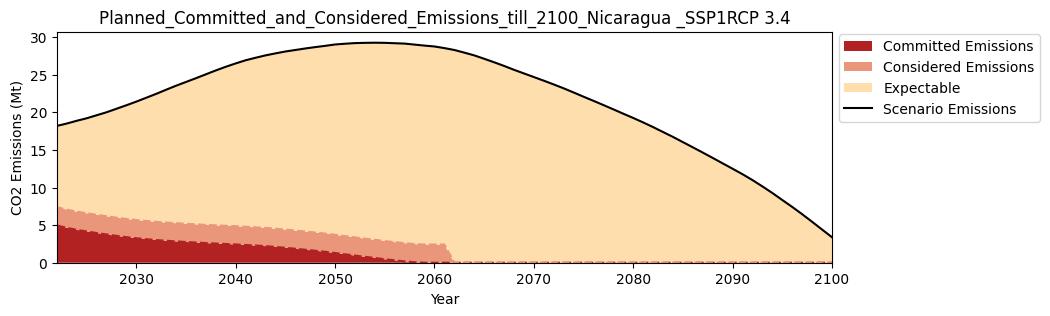 Planned_Committed_and_Considered_Emissions_till_2100_Nicaragua _SSP1RCP 3.4
CO2 Emissions (Mt)
30
25
20
15
10
5
0
2030 2040 2050 2060 2070 2080 2090 2100
Year
Committed Emissions
Considered Emissions
Expectable
Scenario Emissions